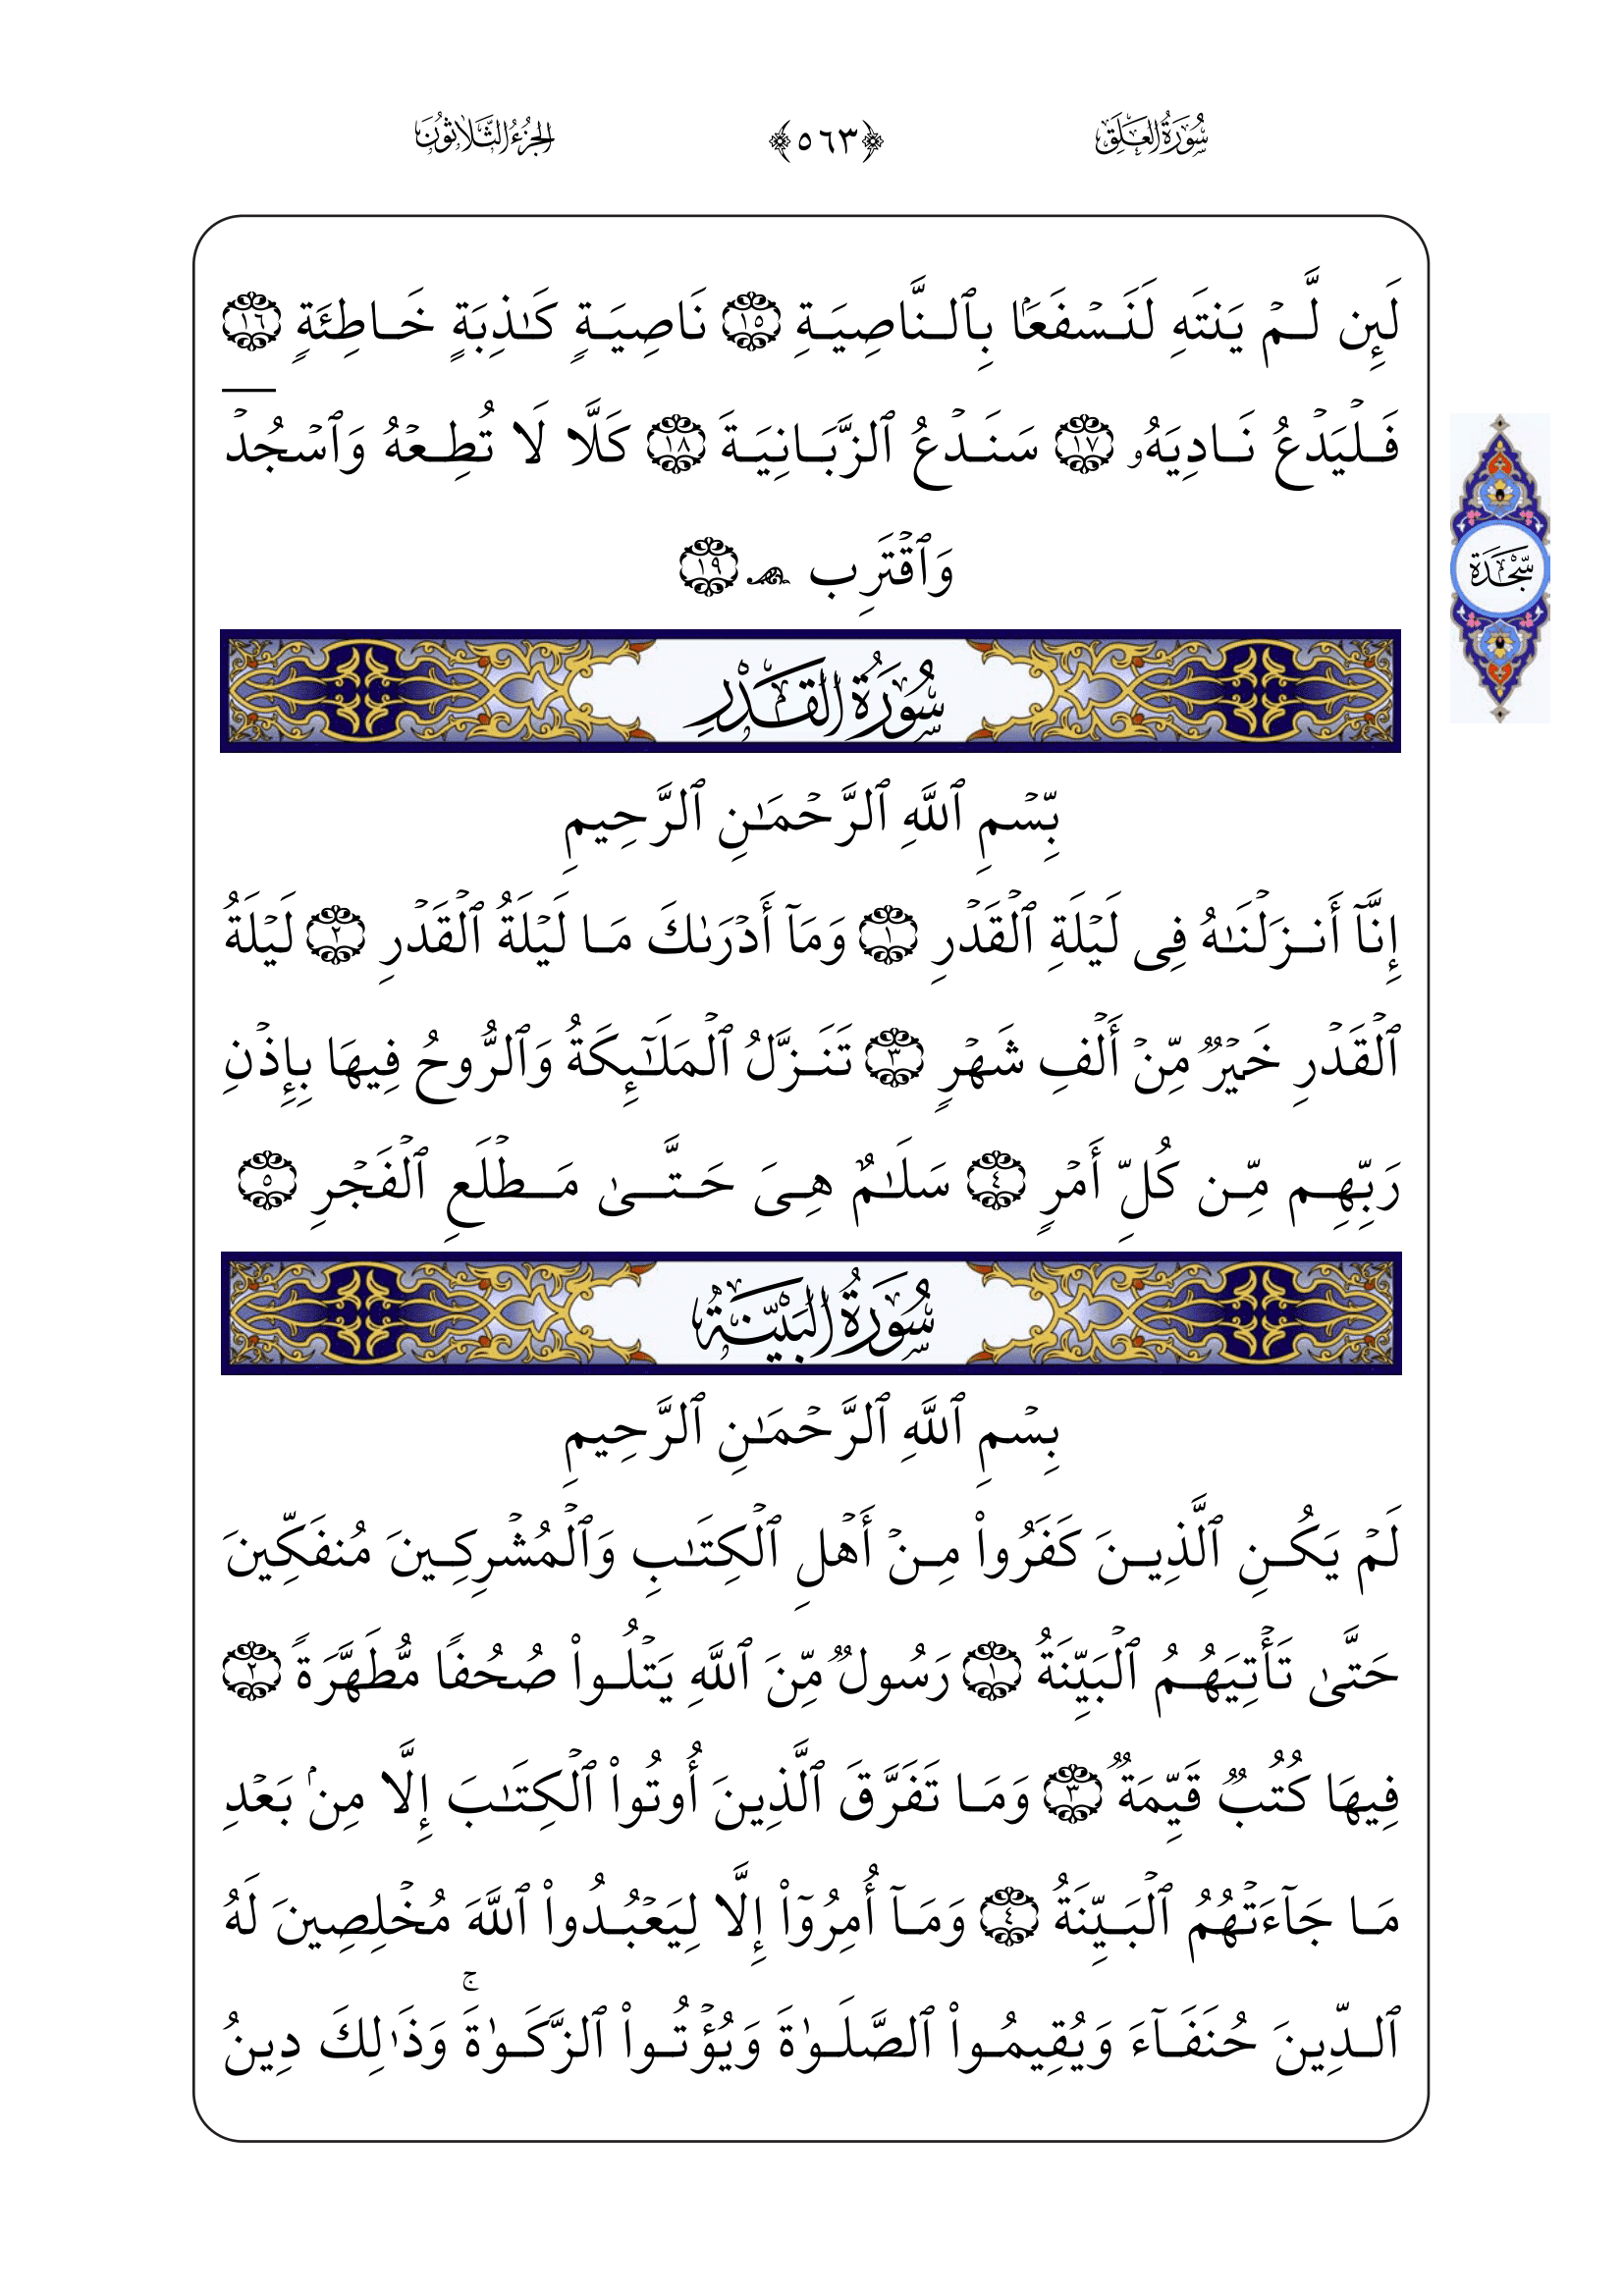 سُورَةُ العَلَقِ ﴿٥٦٣﴾ الجُزْءُ الثَّلَاثُونَ
لَئِن لَّمۡ يَنتَهِ لَنَسۡفَعَۢا بِٱلنَّاصِيَةِ ١٥ نَاصِيَةٖ كَٰذِبَةٍ خَاطِئَةٖ ١٦
فَلۡيَدۡعُ نَادِيَهُۥ ١٧ سَنَدۡعُ ٱلزَّبَانِيَةَ ١٨ كَلَّا لَا تُطِعۡهُ وَٱسۡجُدۡۤ
وَٱقۡتَرِب ۩ ١٩
سَجْدَة
سُورَةُ القَدۡرِ
بِّسۡمِ ٱللَّهِ ٱلرَّحۡمَٰنِ ٱلرَّحِيمِ
إِنَّآ أَنزَلۡنَٰهُ فِي لَيۡلَةِ ٱلۡقَدۡرِ ١ وَمَآ أَدۡرَىٰكَ مَا لَيۡلَةُ ٱلۡقَدۡرِ ٢ لَيۡلَةُ
ٱلۡقَدۡرِ خَيۡرٞ مِّنۡ أَلۡفِ شَهۡرٖ ٣ تَنَزَّلُ ٱلۡمَلَٰٓئِكَةُ وَٱلرُّوحُ فِيهَا بِإِذۡنِ
رَبِّهِم مِّن كُلِّ أَمۡرٖ ٤ سَلَٰمٌ هِيَ حَتَّىٰ مَطۡلَعِ ٱلۡفَجۡرِ ٥
سُورَةُ البَيِّنَةُ
بِسۡمِ ٱللَّهِ ٱلرَّحۡمَٰنِ ٱلرَّحِيمِ
لَمۡ يَكُنِ ٱلَّذِينَ كَفَرُواْ مِنۡ أَهۡلِ ٱلۡكِتَٰبِ وَٱلۡمُشۡرِكِينَ مُنفَكِّينَ
حَتَّىٰ تَأۡتِيَهُمُ ٱلۡبَيِّنَةُ ١ رَسُولٞ مِّنَ ٱللَّهِ يَتۡلُواْ صُحُفٗا مُّطَهَّرَةٗ ٢
فِيهَا كُتُبٞ قَيِّمَةٞ ٣ وَمَا تَفَرَّقَ ٱلَّذِينَ أُوتُواْ ٱلۡكِتَٰبَ إِلَّا مِنۢ بَعۡدِ
مَا جَآءَتۡهُمُ ٱلۡبَيِّنَةُ ٤ وَمَآ أُمِرُوٓاْ إِلَّا لِيَعۡبُدُواْ ٱللَّهَ مُخۡلِصِينَ لَهُ
ٱلدِّينَ حُنَفَآءَ وَيُقِيمُواْ ٱلصَّلَوٰةَ وَيُؤۡتُواْ ٱلزَّكَوٰةَۚ وَذَٰلِكَ دِينُ